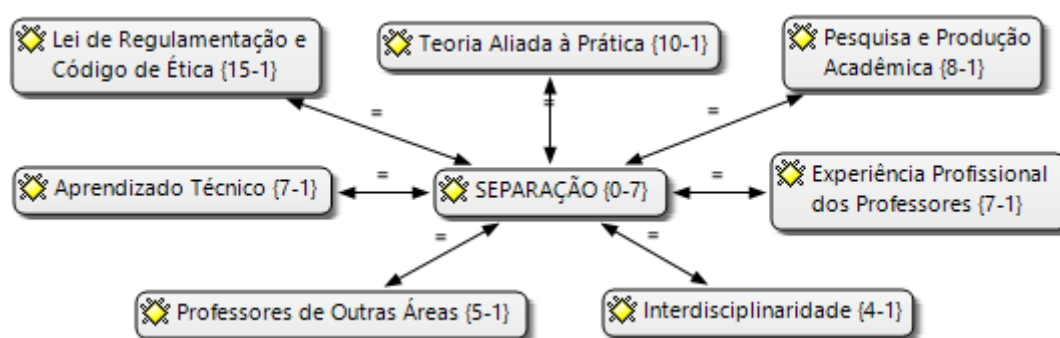 Lei de Regulamentação e
Código de Ética {15-1}
Teoria Aliada à Prática {10-1}
Pesquisa e Produção
Acadêmica {8-1}
=
=
=
Aprendizado Técnico {7-1}
=
SEPARAÇÃO {0-7}
=
Experiência Profissional
dos Professores {7-1}
=
=
Professores de Outras Áreas {5-1}
Interdisciplinaridade {4-1}